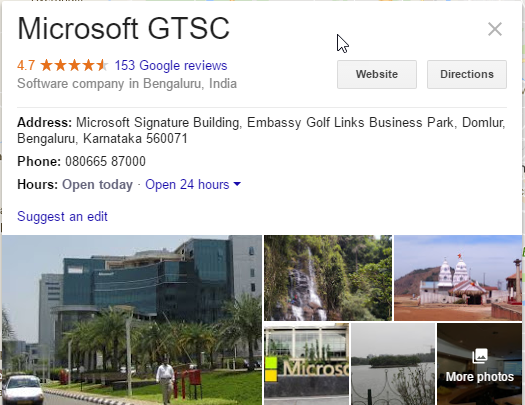 Microsoft GTSC
4.7 153 Google reviews
Website
Directions
Software company in Bengaluru, India
Address: Microsoft Signature Building, Embassy Golf Links Business Park, Domlur,
Bengaluru, Karnataka 560071
Phone: 080665 87000
Hours: Open today · Open 24 hours
Suggest an edit
Microso
More photos